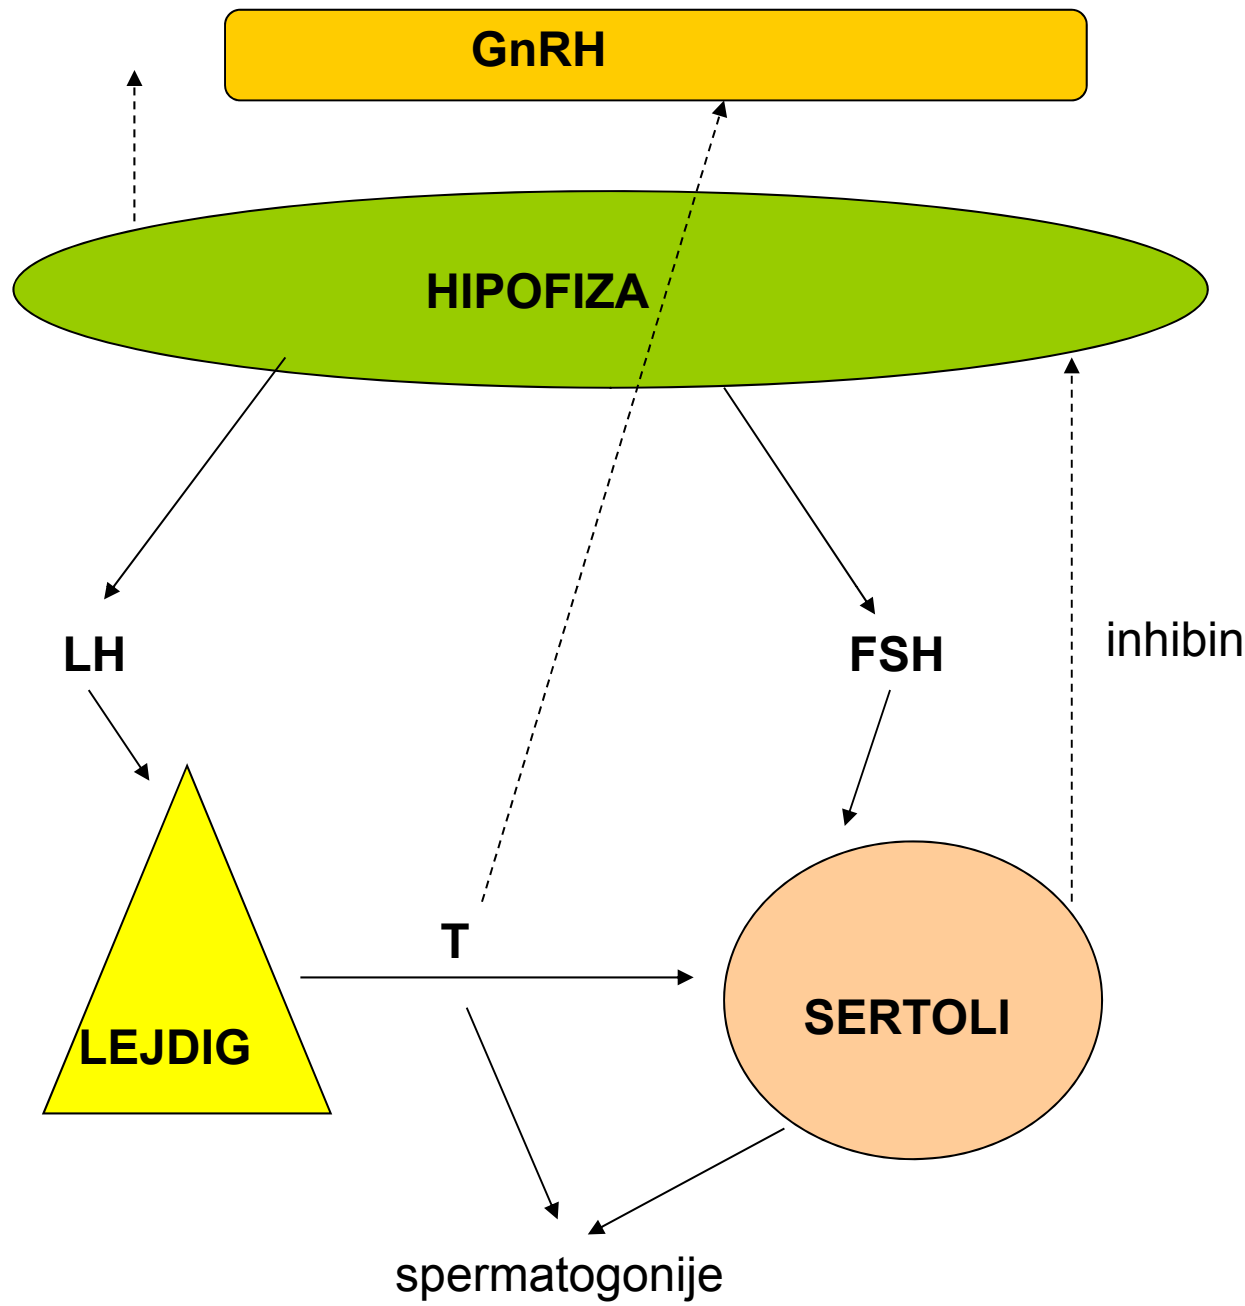 GnRH
HIPOFIZA
LH
FSH
inhibin
T
LEJDIG
SERTOLI
spermatogonije